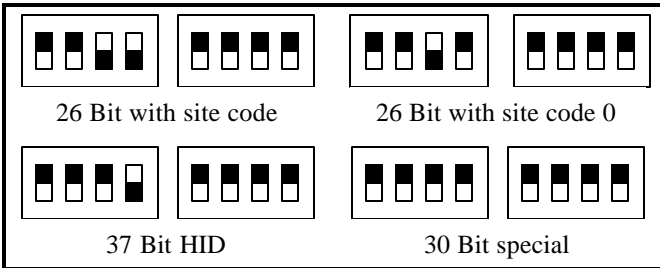 26 Bit with site code
26 Bit with site code 0
37 Bit HID
30 Bit special